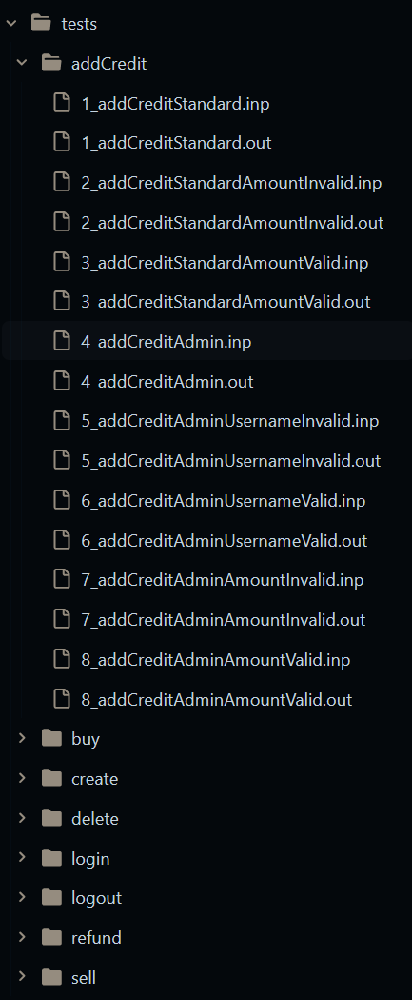 tests
addCredit
1_addCreditStandard.inp
1_addCreditStandard.out
2_addCreditStandardAmountInvalid.inp
2_addCreditStandardAmountInvalid.out
3_addCreditStandardAmountValid.inp
3_addCreditStandardAmountValid.out
4_addCreditAdmin.inp
4_addCreditAdmin.out
5_addCreditAdminUsernameInvalid.inp
5_addCreditAdminUsernameInvalid.out
6_addCreditAdminUsernameValid.inp
6_addCreditAdminUsernameValid.out
7_addCreditAdminAmountInvalid.inp
7_addCreditAdminAmountInvalid.out
8_addCreditAdminAmountValid.inp
8_addCreditAdminAmountValid.out
buy
create
delete
login
logout
refund
sell